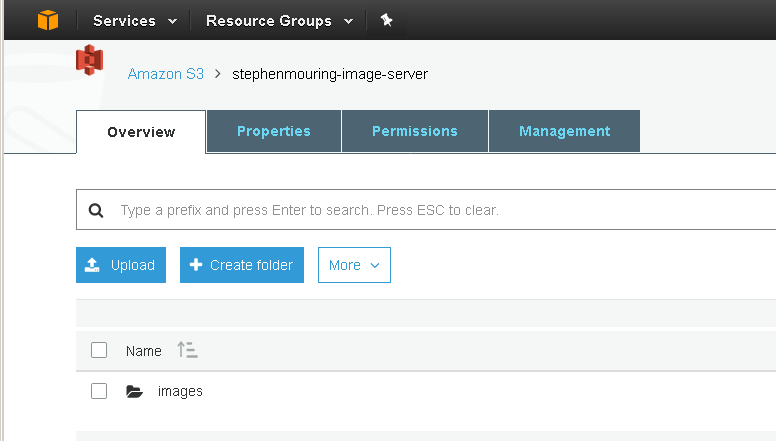 Services Resource Groups
Amazon S3 > stephenmouring-image-server
Overview Properties Permissions Management
Type a prefix and press Enter to search. Press ESC to clear.
Upload Create folder More
Name
images